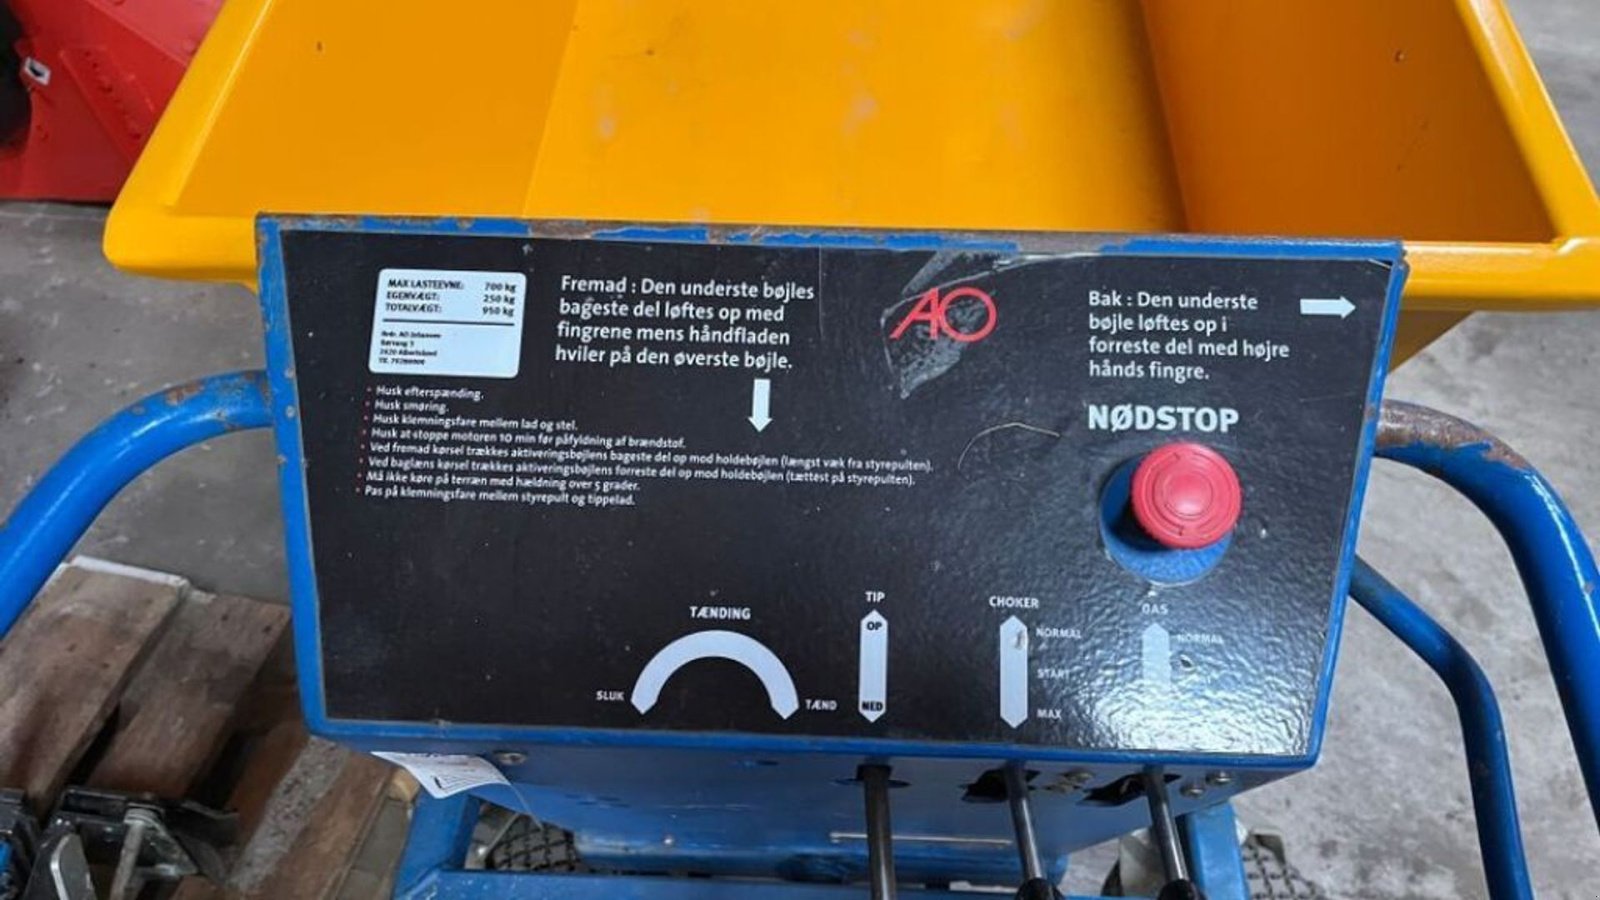 MAX LASTEEVNE: 700 kg
EGENVÆGT: 250 kg
TOTALVÆGT: 950 kg
AO Johansen
2620 Albertslund
Fremad : Den underste bøjles
bageste del løftes op med
fingrene mens håndfladen
hviler på den øverste bøjle.
AO
Bak : Den underste
bøjle løftes op i
forreste del med højre
hånds fingre.
NØDSTOP
Husk efterspænding.
Husk smøring.
Husk klemningsfare mellem lad og stel.
Husk at stoppe motoren 10 min før påfyldning af brændstof.
Ved fremad kørsel trækkes aktiveringsbøjlens bageste del op mod holdebøjlen (længst væk fra styrepulten).
Ved baglæns kørsel trækkes aktiveringsbøjlens forreste del op mod holdebøjlen (tættest på styrepulten).
Må ikke køre på terræn med hældning over 5 grader.
Pas på klemningsfare mellem styrepult og tippelad.
TÆNDING
SLUK
TÆND
TIP
OP
NED
CHOKER
NORMAL
START
MAX
GAS
NORMAL